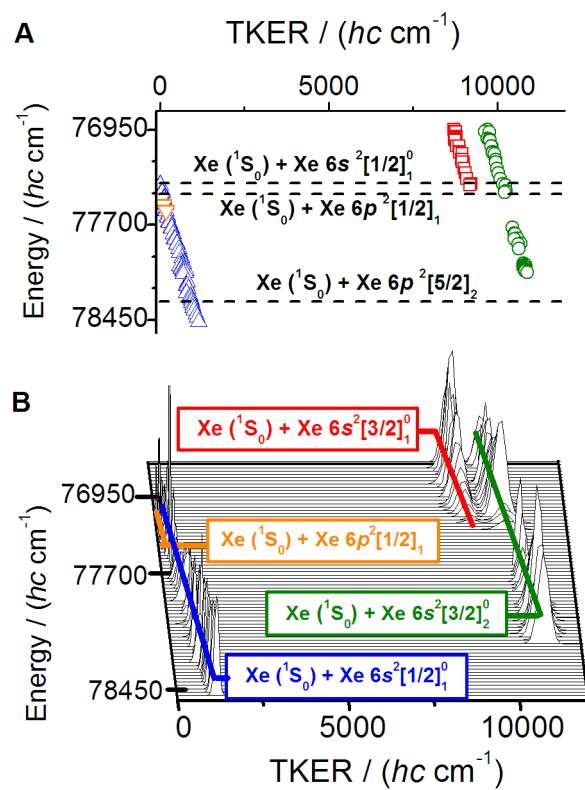 A
TKER / (hc cm⁻¹)
0 5000 10000
Energy / (hc cm⁻¹)
76950
77700
78450
Xe (¹S₀) + Xe 6s ²[1/2]⁰₁
Xe (¹S₀) + Xe 6p ²[1/2]₁
Xe (¹S₀) + Xe 6p ²[5/2]₂
B
Xe (¹S₀) + Xe 6s²[3/2]⁰₁
Xe (¹S₀) + Xe 6p²[1/2]₁
Xe (¹S₀) + Xe 6s²[3/2]⁰₂
Xe (¹S₀) + Xe 6s²[1/2]⁰₁
Energy / (hc cm⁻¹)
76950
77700
78450
0 5000 10000
TKER / (hc cm⁻¹)